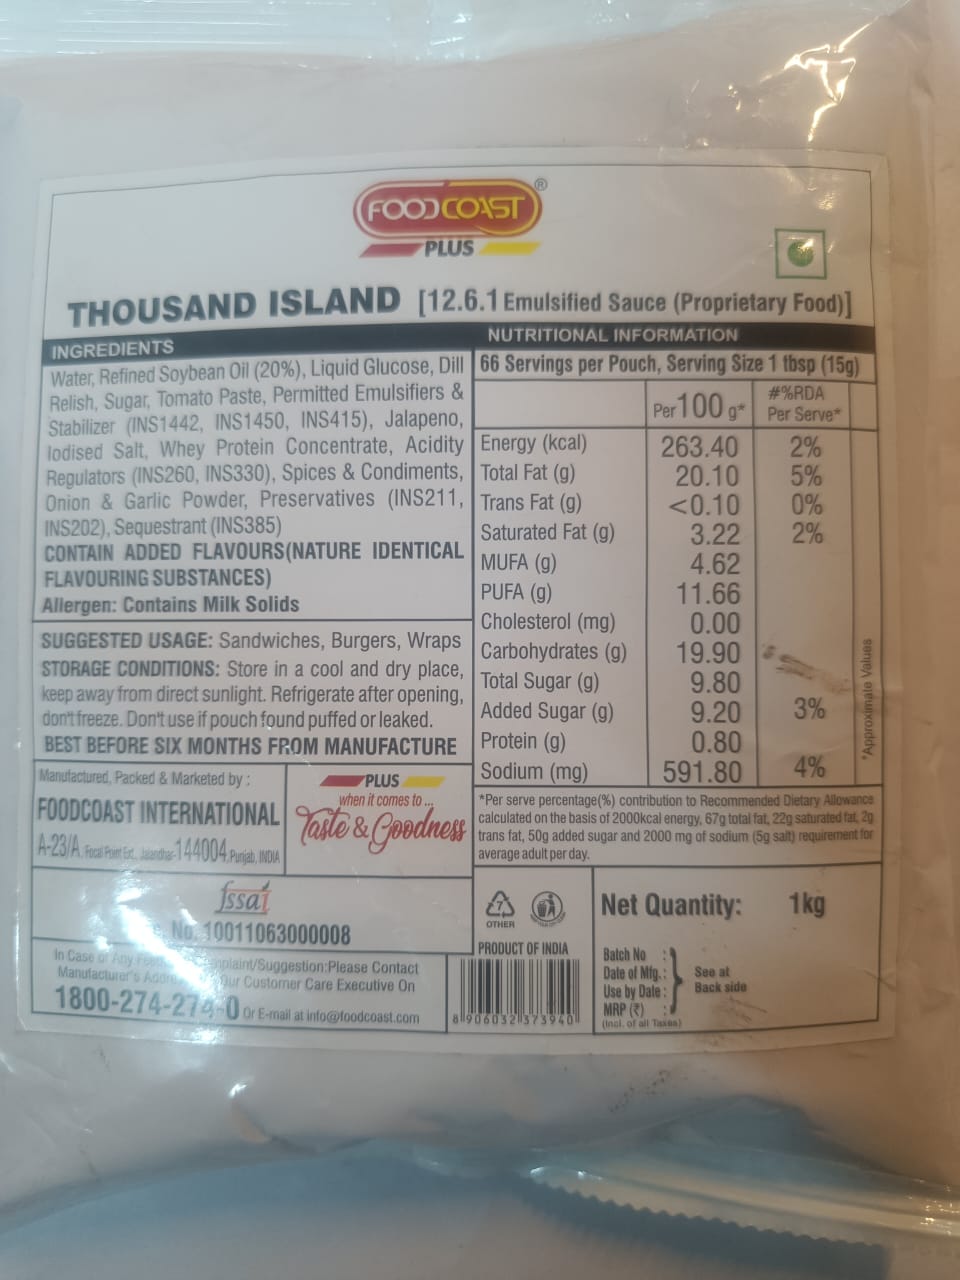 FOODCOAST ®
PLUS
THOUSAND ISLAND [12.6.1 Emulsified Sauce (Proprietary Food)]
INGREDIENTS
Water, Refined Soybean Oil (20%), Liquid Glucose, Dill
Relish, Sugar, Tomato Paste, Permitted Emulsifiers &
Stabilizer (INS1442, INS1450, INS415), Jalapeno,
Iodised Salt, Whey Protein Concentrate, Acidity
Regulators (INS260, INS330), Spices & Condiments,
Onion & Garlic Powder, Preservatives (INS211,
INS202), Sequestrant (INS385)
CONTAIN ADDED FLAVOURS(NATURE IDENTICAL
FLAVOURING SUBSTANCES)
Allergen: Contains Milk Solids
SUGGESTED USAGE: Sandwiches, Burgers, Wraps
STORAGE CONDITIONS: Store in a cool and dry place,
keep away from direct sunlight. Refrigerate after opening,
don't freeze. Don't use if pouch found puffed or leaked.
BEST BEFORE SIX MONTHS FROM MANUFACTURE
Manufactured, Packed & Marketed by :
FOODCOAST INTERNATIONAL
A-23/A, Focal Point Ext., Jalandhar-144004, Punjab, INDIA
PLUS
when it comes to ...
Taste & Goodness
fssai
No. 10011063000008
In Case of Any Complaint/Suggestion:Please Contact
Manufacturer's Our Customer Care Executive On
1800-274-27 0 Or E-mail at info@foodcoast.com
NUTRITIONAL INFORMATION
66 Servings per Pouch, Serving Size 1 tbsp (15g)
Per 100 g* #%RDA Per Serve*
Energy (kcal) 263.40 2%
Total Fat (g) 20.10 5%
Trans Fat (g) <0.10 0%
Saturated Fat (g) 3.22 2%
MUFA (g) 4.62
PUFA (g) 11.66
Cholesterol (mg) 0.00
Carbohydrates (g) 19.90
Total Sugar (g) 9.80
Added Sugar (g) 9.20 3%
Protein (g) 0.80
Sodium (mg) 591.80 4%
*Approximate Values
*Per serve percentage(%) contribution to Recommended Dietary Allowance
calculated on the basis of 2000kcal energy, 67g total fat, 22g saturated fat, 2g
trans fat, 50g added sugar and 2000 mg of sodium (5g salt) requirement for
average adult per day.
7
OTHER
PRODUCT OF INDIA
8 906032 373940
Net Quantity: 1kg
Batch No :
Date of Mfg. :
Use by Date :
MRP (₹) :
(Incl. of all Taxes)
See at
Back side